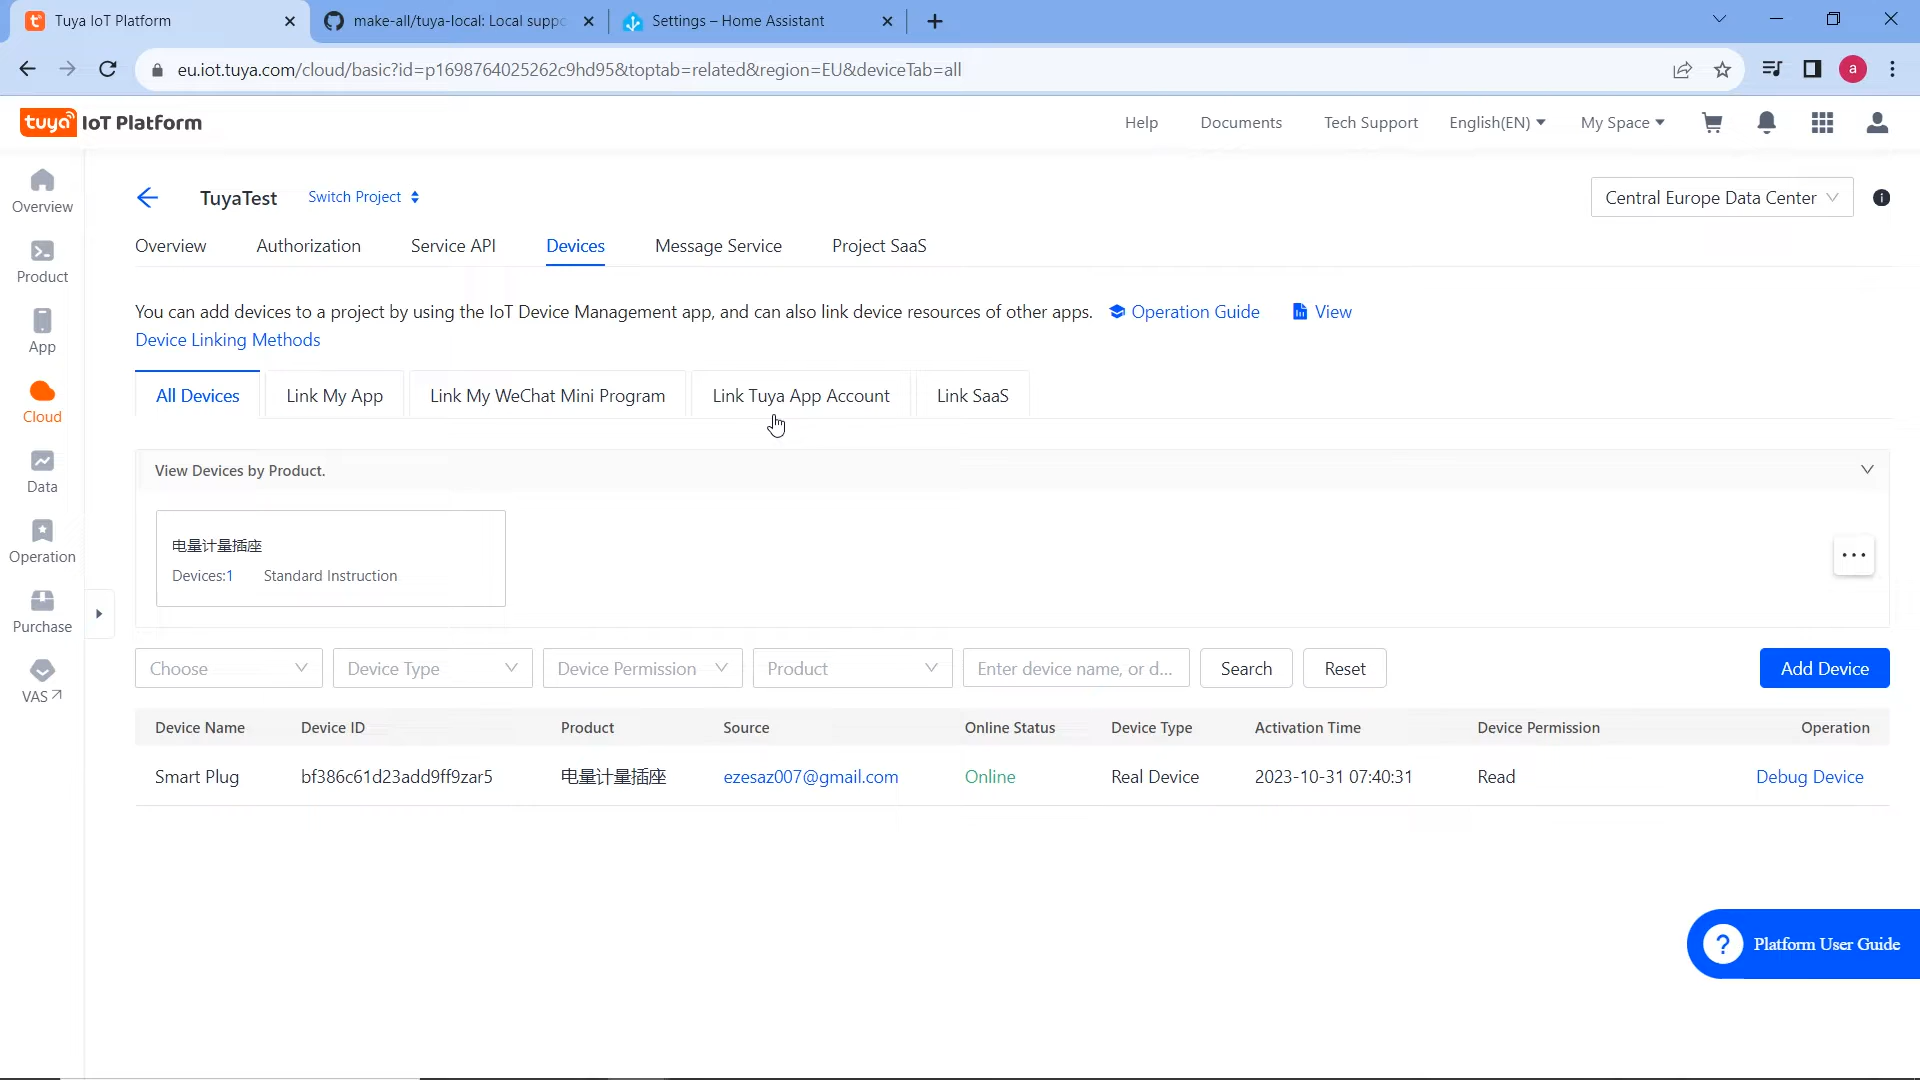 Tuya IoT Platform
make-all/tuya-local: Local suppo
Settings – Home Assistant
eu.iot.tuya.com/cloud/basic?id=p1698764025262c9hd95&toptab=related&region=EU&deviceTab=all
a
tuya IoT Platform
Help
Documents
Tech Support
English(EN)
My Space
Overview
Product
App
Cloud
Data
Operation
Purchase
VAS
TuyaTest
Switch Project
Central Europe Data Center
Overview
Authorization
Service API
Devices
Message Service
Project SaaS
You can add devices to a project by using the IoT Device Management app, and can also link device resources of other apps. Operation Guide View
Device Linking Methods
All Devices
Link My App
Link My WeChat Mini Program
Link Tuya App Account
Link SaaS
View Devices by Product.
电量计量插座
Devices:1 Standard Instruction
Choose
Device Type
Device Permission
Product
Enter device name, or d...
Search
Reset
Add Device
Device Name Device ID Product Source Online Status Device Type Activation Time Device Permission Operation
Smart Plug bf386c61d23add9ff9zar5 电量计量插座 ezesaz007@gmail.com Online Real Device 2023-10-31 07:40:31 Read Debug Device
? Platform User Guide